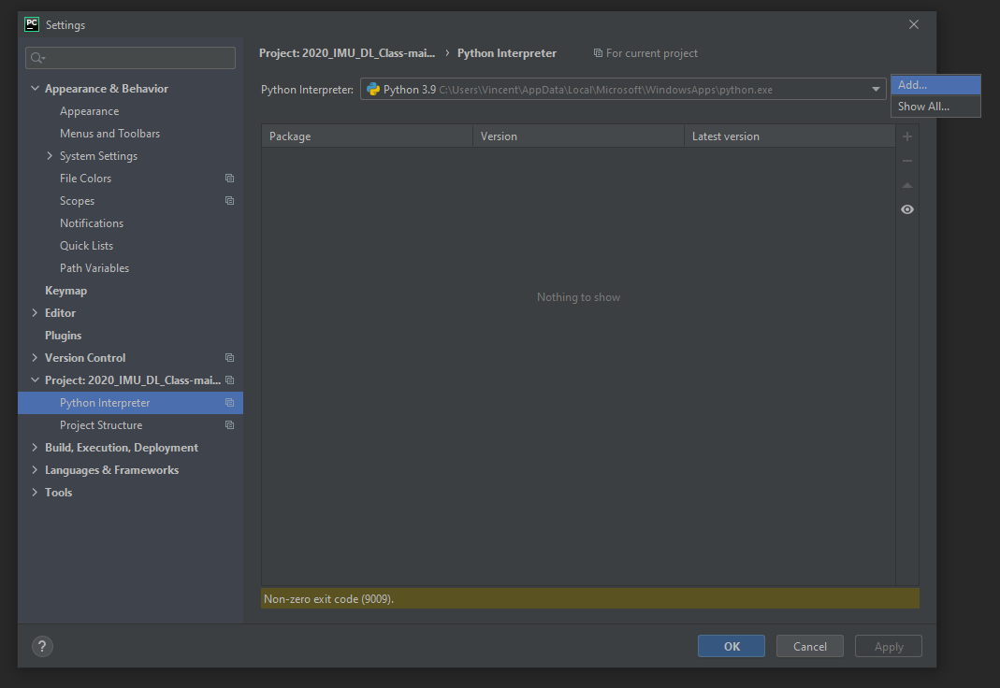 PC Settings
Project: 2020_IMU_DL_Class-mai... › Python Interpreter For current project
Python Interpreter: Python 3.9 C:\Users\Vincent\AppData\Local\Microsoft\WindowsApps\python.exe
Add...
Show All...
Appearance & Behavior
Appearance
Menus and Toolbars
System Settings
File Colors
Scopes
Notifications
Quick Lists
Path Variables
Keymap
Editor
Plugins
Version Control
Project: 2020_IMU_DL_Class-mai...
Python Interpreter
Project Structure
Build, Execution, Deployment
Languages & Frameworks
Tools
Package Version Latest version
Nothing to show
Non-zero exit code (9009).
?
OK Cancel Apply